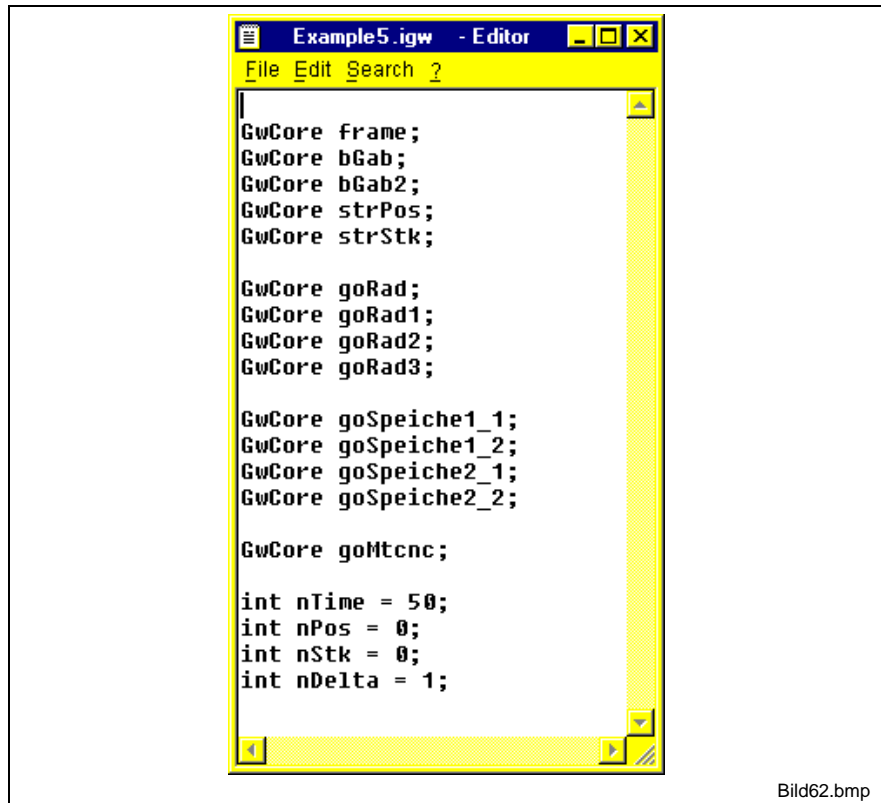 Example5.igw - Editor
File Edit Search ?
GwCore frame;
GwCore bGab;
GwCore bGab2;
GwCore strPos;
GwCore strStk;
GwCore goRad;
GwCore goRad1;
GwCore goRad2;
GwCore goRad3;
GwCore goSpeiche1_1;
GwCore goSpeiche1_2;
GwCore goSpeiche2_1;
GwCore goSpeiche2_2;
GwCore goMtcnc;
int nTime = 50;
int nPos = 0;
int nStk = 0;
int nDelta = 1;
Bild62.bmp